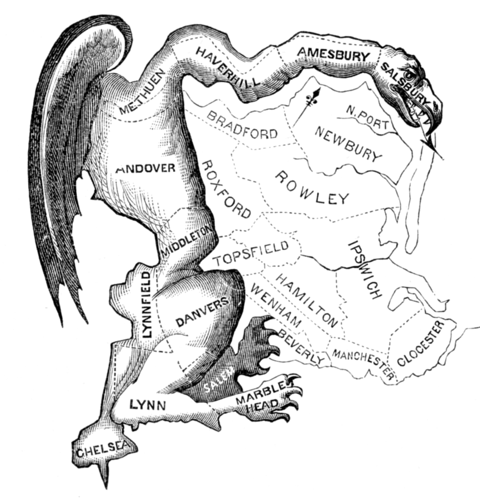 AMESBURY
HAVERHILL
SALSBURY
METHUEN
N.PORT
BRADFORD
NEWBURY
ANDOVER
ROXFORD
ROWLEY
MIDDLETON
TOPSFIELD
IPSWICH
LYNNFIELD
HAMILTON
DANVERS
WENHAM
BEVERLY
MANCHESTER
CLOCESTER
SALEM
LYNN
MARBLE
HEAD
CHELSEA